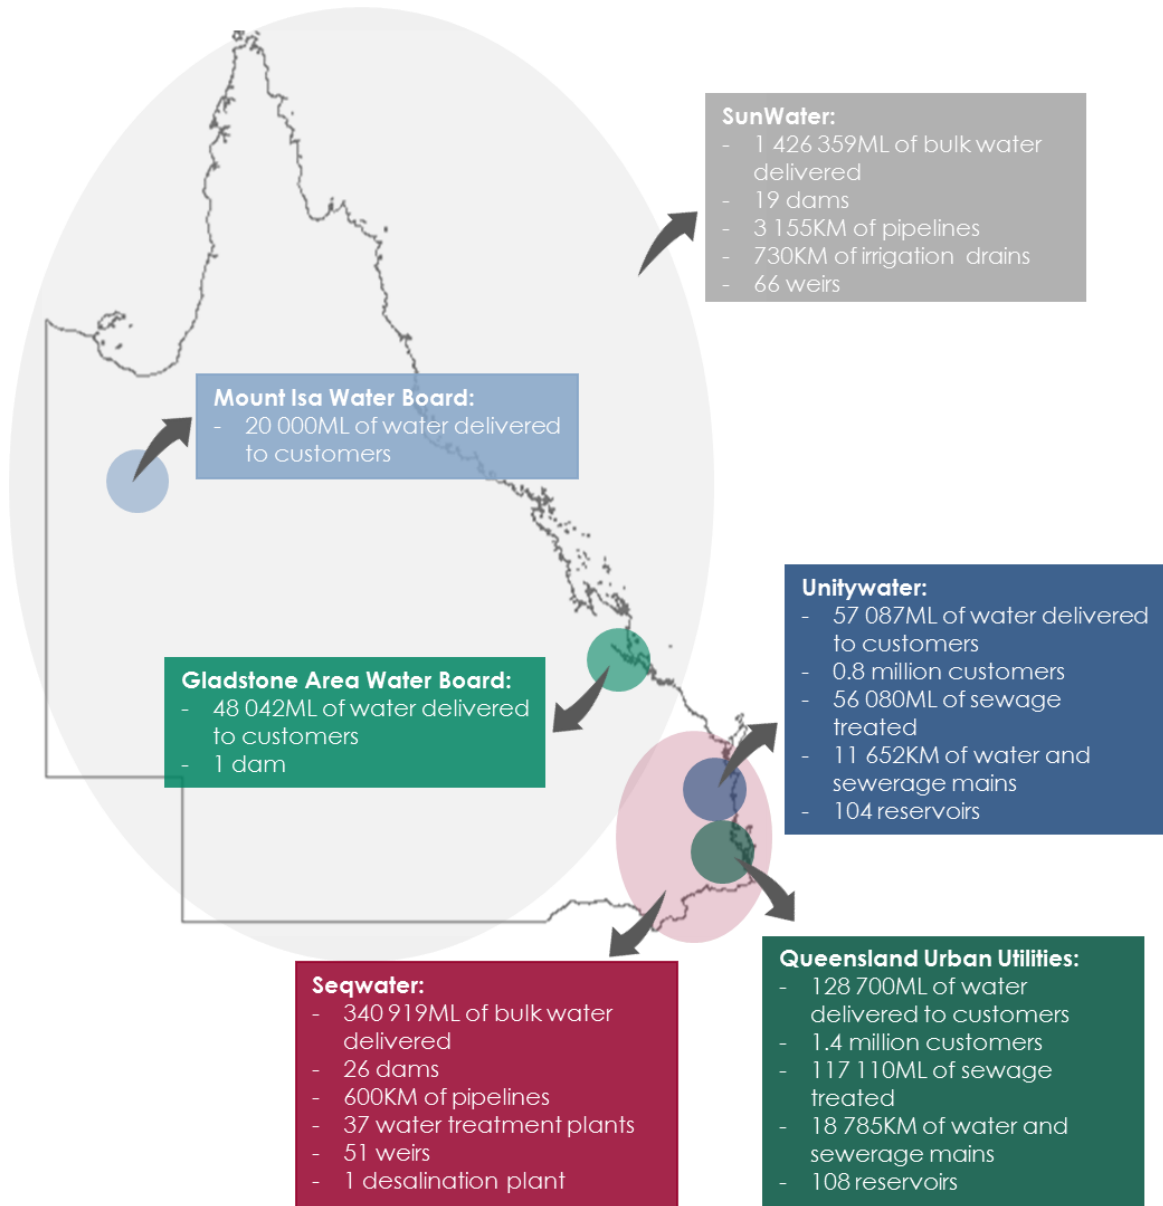 SunWater:
- 1 426 359ML of bulk water
delivered
- 19 dams
- 3 155KM of pipelines
- 730KM of irrigation drains
- 66 weirs
Mount Isa Water Board:
- 20 000ML of water delivered
to customers
Unitywater:
- 57 087ML of water delivered
to customers
- 0.8 million customers
- 56 080ML of sewage
treated
- 11 652KM of water and
sewerage mains
- 104 reservoirs
Gladstone Area Water Board:
- 48 042ML of water delivered
to customers
- 1 dam
Seqwater:
- 340 919ML of bulk water
delivered
- 26 dams
- 600KM of pipelines
- 37 water treatment plants
- 51 weirs
- 1 desalination plant
Queensland Urban Utilities:
- 128 700ML of water
delivered to customers
- 1.4 million customers
- 117 110ML of sewage
treated
- 18 785KM of water and
sewerage mains
- 108 reservoirs